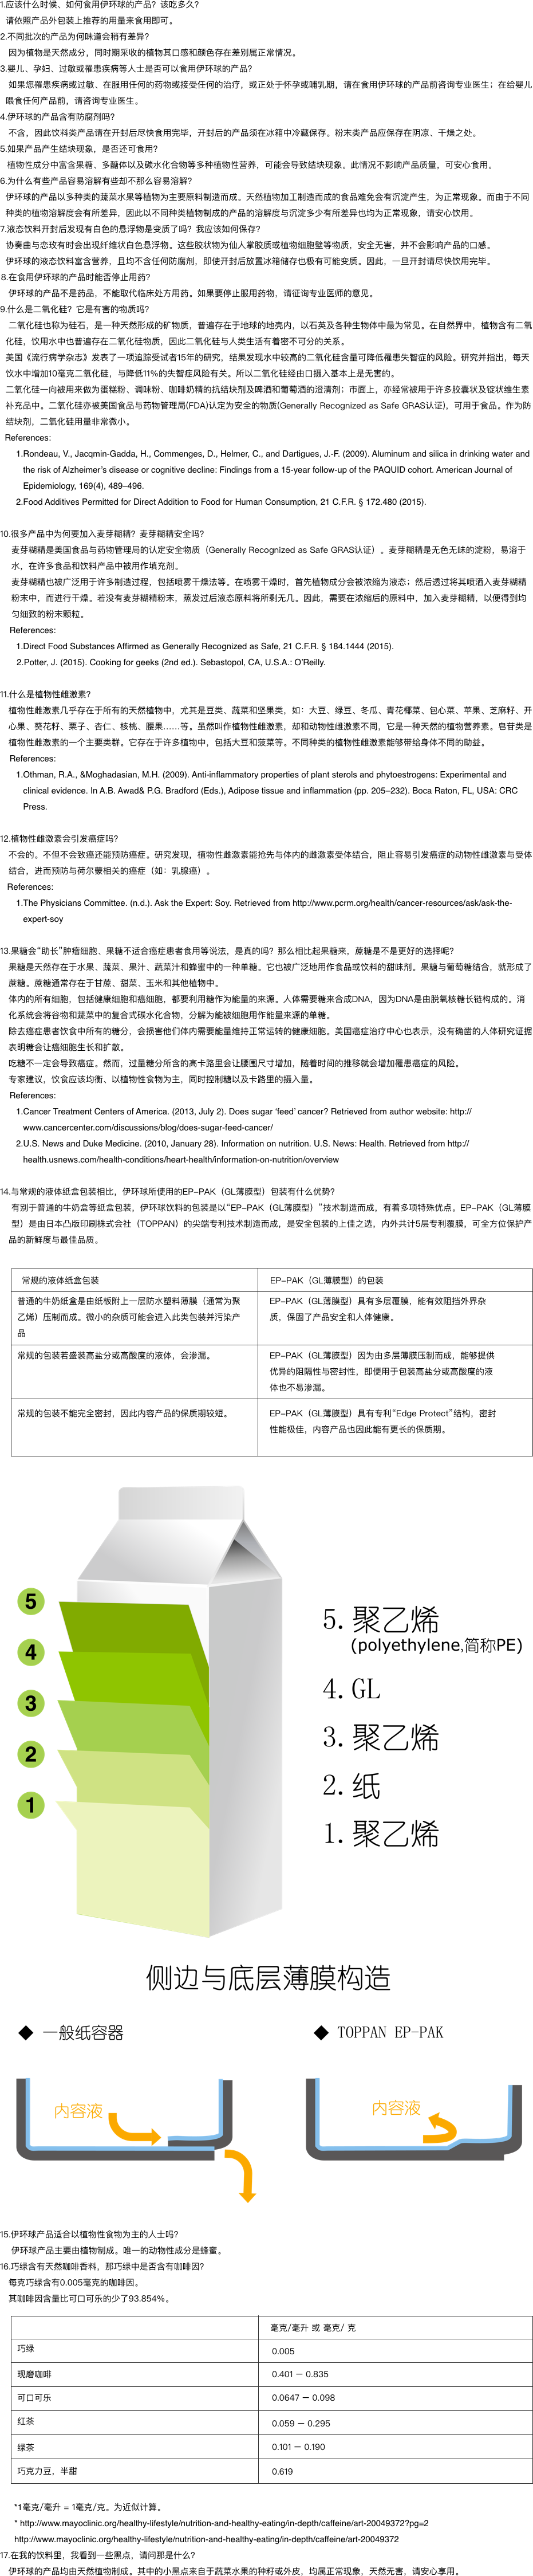 1.应该什么时候、如何食用伊环球的产品？该吃多久？
请依照产品外包装上推荐的用量来食用即可。
2.不同批次的产品为何味道会稍有差异？
因为植物是天然成分，同时期采收的植物其口感和颜色存在差别属正常情况。
3.婴儿、孕妇、过敏或罹患疾病等人士是否可以食用伊环球的产品？
如果您罹患疾病或过敏、在服用任何的药物或接受任何的治疗，或正处于怀孕或哺乳期，请在食用伊环球的产品前咨询专业医生；在给婴儿
喂食任何产品前，请咨询专业医生。
4.伊环球的产品含有防腐剂吗？
不含，因此饮料类产品请在开封后尽快食用完毕，开封后的产品须在冰箱中冷藏保存。粉末类产品应保存在阴凉、干燥之处。
5.如果产品产生结块现象，是否还可食用？
植物性成分中富含果糖、多醣体以及碳水化合物等多种植物性营养，可能会导致结块现象。此情况不影响产品质量，可安心食用。
6.为什么有些产品容易溶解有些却不那么容易溶解？
伊环球的产品以多种类的蔬菜水果等植物为主要原料制造而成。天然植物加工制造而成的食品难免会有沉淀产生，为正常现象。而由于不同
种类的植物溶解度会有所差异，因此以不同种类植物制成的产品的溶解度与沉淀多少有所差异也均为正常现象，请安心饮用。
7.液态饮料开封后发现有白色的悬浮物是变质了吗？我应该如何保存？
协奏曲与恋玫有时会出现纤维状白色悬浮物。这些胶状物为仙人掌胶质或植物细胞壁等物质，安全无害，并不会影响产品的口感。
伊环球的液态饮料富含营养，且均不含任何防腐剂，即使开封后放置冰箱储存也极有可能变质。因此，一旦开封请尽快饮用完毕。
8.在食用伊环球的产品时能否停止用药？
伊环球的产品不是药品，不能取代临床处方用药。如果要停止服用药物，请征询专业医师的意见。
9.什么是二氧化硅？它是有害的物质吗？
二氧化硅也称为硅石，是一种天然形成的矿物质，普遍存在于地球的地壳内，以石英及各种生物体中最为常见。在自然界中，植物含有二氧
化硅，饮用水中也普遍存在二氧化硅物质，因此二氧化硅与人类生活有着密不可分的关系。
美国《流行病学杂志》发表了一项追踪受试者15年的研究，结果发现水中较高的二氧化硅含量可降低罹患失智症的风险。研究并指出，每天
饮水中增加10毫克二氧化硅，与降低11%的失智症风险有关。所以二氧化硅经由口摄入基本上是无害的。
二氧化硅一向被用来做为蛋糕粉、调味粉、咖啡奶精的抗结块剂及啤酒和葡萄酒的澄清剂；市面上，亦经常被用于许多胶囊状及锭状维生素
补充品中。二氧化硅亦被美国食品与药物管理局(FDA)认定为安全的物质(Generally Recognized as Safe GRAS认证)，可用于食品。作为防
结块剂，二氧化硅用量非常微小。
References:
1.Rondeau, V., Jacqmin-Gadda, H., Commenges, D., Helmer, C., and Dartigues, J.-F. (2009). Aluminum and silica in drinking water and
the risk of Alzheimer’s disease or cognitive decline: Findings from a 15-year follow-up of the PAQUID cohort. American Journal of
Epidemiology, 169(4), 489–496.
2.Food Additives Permitted for Direct Addition to Food for Human Consumption, 21 C.F.R. § 172.480 (2015).
10.很多产品中为何要加入麦芽糊精？麦芽糊精安全吗？
麦芽糊精是美国食品与药物管理局的认定安全物质（Generally Recognized as Safe GRAS认证）。麦芽糊精是无色无味的淀粉，易溶于
水，在许多食品和饮料产品中被用作填充剂。
麦芽糊精也被广泛用于许多制造过程，包括喷雾干燥法等。在喷雾干燥时，首先植物成分会被浓缩为液态；然后透过将其喷洒入麦芽糊精
粉末中，而进行干燥。若没有麦芽糊精粉末，蒸发过后液态原料将所剩无几。因此，需要在浓缩后的原料中，加入麦芽糊精，以便得到均
匀细致的粉末颗粒。
References:
1.Direct Food Substances Affirmed as Generally Recognized as Safe, 21 C.F.R. § 184.1444 (2015).
2.Potter, J. (2015). Cooking for geeks (2nd ed.). Sebastopol, CA, U.S.A.: O’Reilly.
11.什么是植物性雌激素？
植物性雌激素几乎存在于所有的天然植物中，尤其是豆类、蔬菜和坚果类，如：大豆、绿豆、冬瓜、青花椰菜、包心菜、苹果、芝麻籽、开
心果、葵花籽、栗子、杏仁、核桃、腰果……等。虽然叫作植物性雌激素，却和动物性雌激素不同，它是一种天然的植物营养素。皂苷类是
植物性雌激素的一个主要类群。它存在于许多植物中，包括大豆和菠菜等。不同种类的植物性雌激素能够带给身体不同的助益。
References:
1.Othman, R.A., &Moghadasian, M.H. (2009). Anti-inflammatory properties of plant sterols and phytoestrogens: Experimental and
clinical evidence. In A.B. Awad& P.G. Bradford (Eds.), Adipose tissue and inflammation (pp. 205–232). Boca Raton, FL, USA: CRC
Press.
12.植物性雌激素会引发癌症吗？
不会的。不但不会致癌还能预防癌症。研究发现，植物性雌激素能抢先与体内的雌激素受体结合，阻止容易引发癌症的动物性雌激素与受体
结合，进而预防与荷尔蒙相关的癌症（如：乳腺癌）。
References:
1.The Physicians Committee. (n.d.). Ask the Expert: Soy. Retrieved from http://www.pcrm.org/health/cancer-resources/ask/ask-the-
expert-soy
13.果糖会“助长”肿瘤细胞、果糖不适合癌症患者食用等说法，是真的吗？那么相比起果糖来，蔗糖是不是更好的选择呢？
果糖是天然存在于水果、蔬菜、果汁、蔬菜汁和蜂蜜中的一种单糖。它也被广泛地用作食品或饮料的甜味剂。果糖与葡萄糖结合，就形成了
蔗糖。蔗糖通常存在于甘蔗、甜菜、玉米和其他植物中。
体内的所有细胞，包括健康细胞和癌细胞，都要利用糖作为能量的来源。人体需要糖来合成DNA，因为DNA是由脱氧核糖长链构成的。消
化系统会将谷物和蔬菜中的复合式碳水化合物，分解为能被细胞用作能量来源的单糖。
除去癌症患者饮食中所有的糖分，会损害他们体内需要能量维持正常运转的健康细胞。美国癌症治疗中心也表示，没有确凿的人体研究证据
表明糖会让癌细胞生长和扩散。
吃糖不一定会导致癌症。然而，过量糖分所含的高卡路里会让腰围尺寸增加，随着时间的推移就会增加罹患癌症的风险。
专家建议，饮食应该均衡、以植物性食物为主，同时控制糖以及卡路里的摄入量。
References:
1.Cancer Treatment Centers of America. (2013, July 2). Does sugar ‘feed’ cancer? Retrieved from author website: http://
www.cancercenter.com/discussions/blog/does-sugar-feed-cancer/
2.U.S. News and Duke Medicine. (2010, January 28). Information on nutrition. U.S. News: Health. Retrieved from http://
health.usnews.com/health-conditions/heart-health/information-on-nutrition/overview
14.与常规的液体纸盒包装相比，伊环球所使用的EP-PAK（GL薄膜型）包装有什么优势？
有别于普通的牛奶盒等纸盒包装，伊环球饮料的包装是以“EP-PAK（GL薄膜型）”技术制造而成，有着多项特殊优点。EP-PAK（GL薄膜
型）是由日本凸版印刷株式会社（TOPPAN）的尖端专利技术制造而成，是安全包装的上佳之选，内外共计5层专利覆膜，可全方位保护产
品的新鲜度与最佳品质。
常规的液体纸盒包装
EP-PAK（GL薄膜型）的包装
普通的牛奶纸盒是由纸板附上一层防水塑料薄膜（通常为聚
乙烯）压制而成。微小的杂质可能会进入此类包装并污染产
品
EP-PAK（GL薄膜型）具有多层覆膜，能有效阻挡外界杂
质，保固了产品安全和人体健康。
常规的包装若盛装高盐分或高酸度的液体，会渗漏。
EP-PAK（GL薄膜型）因为由多层薄膜压制而成，能够提供
优异的阻隔性与密封性，即便用于包装高盐分或高酸度的液
体也不易渗漏。
常规的包装不能完全密封，因此内容产品的保质期较短。
EP-PAK（GL薄膜型）具有专利“Edge Protect”结构，密封
性能极佳，内容产品也因此能有更长的保质期。
5
4
3
2
1
5. 聚乙烯
(polyethylene,简称PE)
4. GL
3. 聚乙烯
2. 纸
1. 聚乙烯
侧边与底层薄膜构造
◆ 一般纸容器
◆ TOPPAN EP-PAK
内容液
内容液
15.伊环球产品适合以植物性食物为主的人士吗？
伊环球产品主要由植物制成。唯一的动物性成分是蜂蜜。
16.巧绿含有天然咖啡香料，那巧绿中是否含有咖啡因？
每克巧绿含有0.005毫克的咖啡因。
其咖啡因含量比可口可乐的少了93.854%。
毫克/毫升 或 毫克/ 克
巧绿
0.005
现磨咖啡
0.401 – 0.835
可口可乐
0.0647 – 0.098
红茶
0.059 – 0.295
绿茶
0.101 – 0.190
巧克力豆，半甜
0.619
*1毫克/毫升 = 1毫克/克。为近似计算。
* http://www.mayoclinic.org/healthy-lifestyle/nutrition-and-healthy-eating/in-depth/caffeine/art-20049372?pg=2
http://www.mayoclinic.org/healthy-lifestyle/nutrition-and-healthy-eating/in-depth/caffeine/art-20049372
17.在我的饮料里，我看到一些黑点，请问那是什么？
伊环球的产品均由天然植物制成。其中的小黑点来自于蔬菜水果的种籽或外皮，均属正常现象，天然无害，请安心享用。